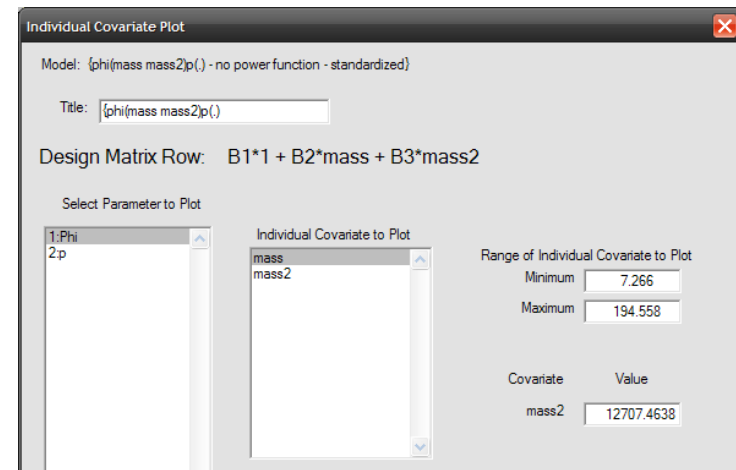 Individual Covariate Plot
Model: {phi(mass mass2)p(.) - no power function - standardized}
Title: {phi(mass mass2)p(.)
Design Matrix Row: B1*1 + B2*mass + B3*mass2
Select Parameter to Plot
1:Phi
2:p
Individual Covariate to Plot
mass
mass2
Range of Individual Covariate to Plot
Minimum 7.266
Maximum 194.558
Covariate Value
mass2 12707.4638